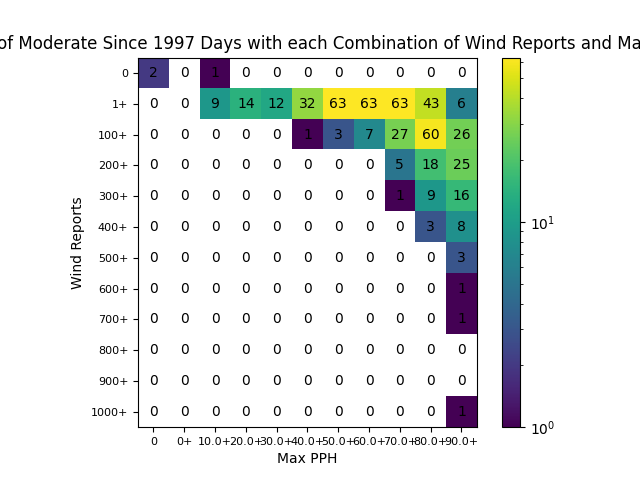 of Moderate Since 1997 Days with each Combination of Wind Reports and Ma
0 2 0 1 0 0 0 0 0 0 0 0
1+ 0 0 9 14 12 32 63 63 63 43 6
100+ 0 0 0 0 0 1 3 7 27 60 26
200+ 0 0 0 0 0 0 0 0 5 18 25
300+ 0 0 0 0 0 0 0 0 1 9 16
400+ 0 0 0 0 0 0 0 0 0 3 8
500+ 0 0 0 0 0 0 0 0 0 0 3
600+ 0 0 0 0 0 0 0 0 0 0 1
700+ 0 0 0 0 0 0 0 0 0 0 1
800+ 0 0 0 0 0 0 0 0 0 0 0
900+ 0 0 0 0 0 0 0 0 0 0 0
1000+ 0 0 0 0 0 0 0 0 0 0 1
0 0+ 10.0+ 20.0+ 30.0+ 40.0+ 50.0+ 60.0+ 70.0+ 80.0+ 90.0+
Max PPH
Wind Reports
10¹
10⁰